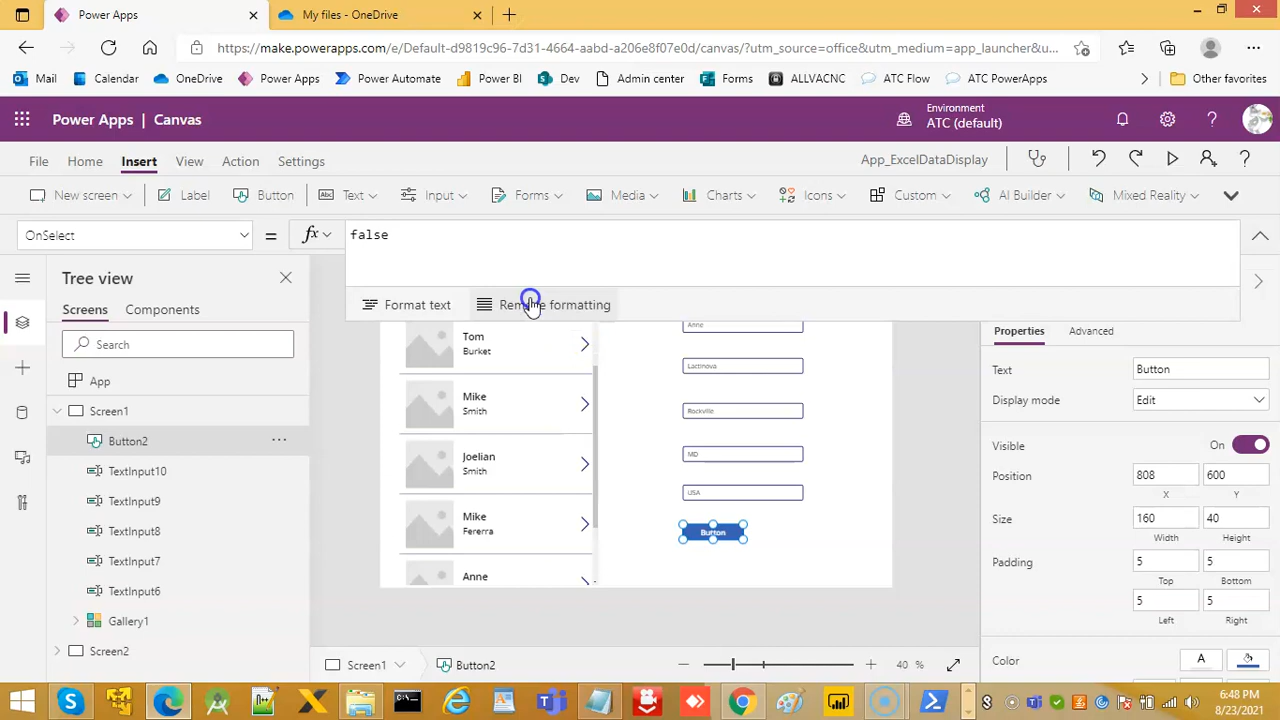 Power Apps
My files - OneDrive
https://make.powerapps.com/e/Default-d9819c96-7d31-4664-aabd-a206e8f07e0d/canvas/?utm_source=office&utm_medium=app_launcher&u...
Mail Calendar OneDrive Power Apps Power Automate Power BI Dev Admin center Forms ALLVACNC ATC Flow ATC PowerApps Other favorites
Power Apps | Canvas
Environment
ATC (default)
File Home Insert View Action Settings App_ExcelDataDisplay
New screen Label Button Text Input Forms Media Charts Icons Custom AI Builder Mixed Reality
OnSelect = fx false
Tree view
Format text Remove formatting
Screens Components
Search
App
Screen1
Button2
TextInput10
TextInput9
TextInput8
TextInput7
TextInput6
Gallery1
Screen2
Tom
Burket
Mike
Smith
Joelian
Smith
Mike
Fererra
Anne
Anne
Lactinova
Rockville
MD
USA
Button
Properties Advanced
Text Button
Display mode Edit
Visible On
Position 808 600
X Y
Size 160 40
Width Height
Padding 5 5
Top Bottom
5 5
Left Right
Color A
Screen1 Button2 40 %
6:48 PM
8/23/2021